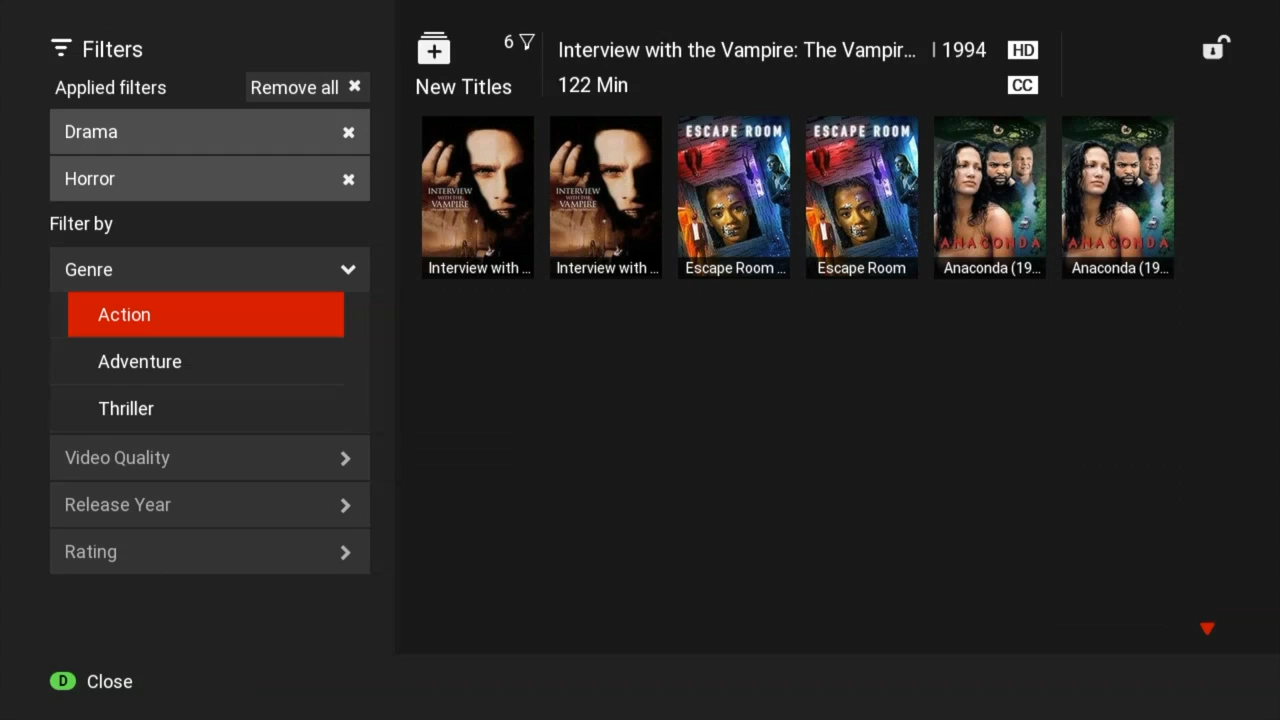 Filters
Applied filters
Remove all
Drama
Horror
Filter by
Genre
Action
Adventure
Thriller
Video Quality
Release Year
Rating
D Close
6
New Titles
Interview with the Vampire: The Vampir... | 1994 HD
122 Min CC
INTERVIEW
WITH THE
VAMPIRE
Interview with ...
INTERVIEW
WITH THE
VAMPIRE
Interview with ...
ESCAPE ROOM
Escape Room ...
ESCAPE ROOM
Escape Room
ANACONDA
Anaconda (19...
ANACONDA
Anaconda (19...